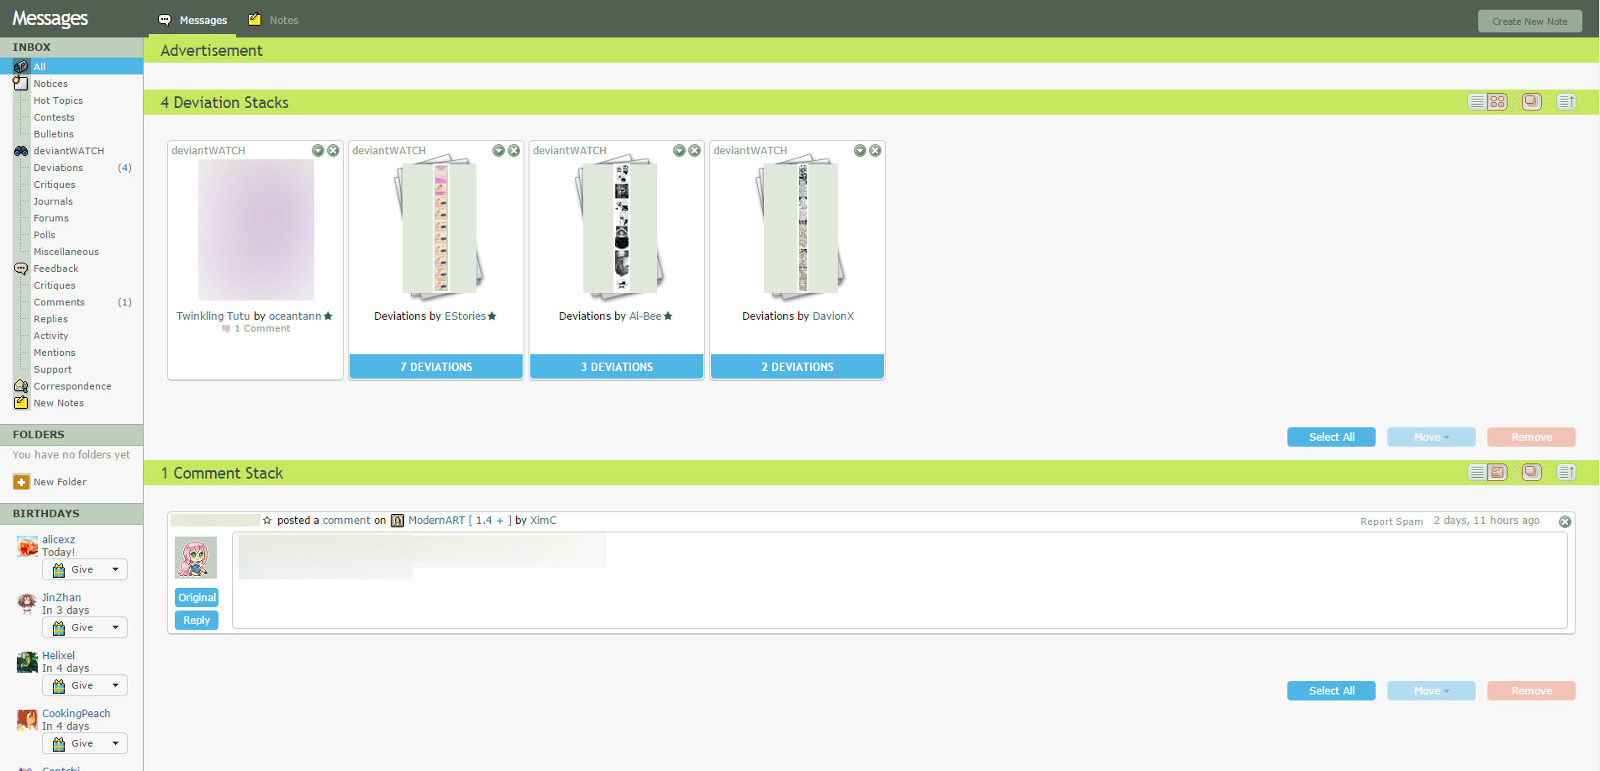 Messages
Messages
Notes
Create New Note
INBOX
All
Notices
Hot Topics
Contests
Bulletins
deviantWATCH
Deviations (4)
Critiques
Journals
Forums
Polls
Miscellaneous
Feedback
Critiques
Comments (1)
Replies
Activity
Mentions
Support
Correspondence
New Notes
FOLDERS
You have no folders yet
New Folder
BIRTHDAYS
alicexz
Today!
Give
JinZhan
In 3 days
Give
Helixel
In 4 days
Give
CookingPeach
In 4 days
Give
Advertisement
4 Deviation Stacks
deviantWATCH
Twinkling Tutu by oceantann
1 Comment
deviantWATCH
Deviations by EStories
7 DEVIATIONS
deviantWATCH
Deviations by Ai-Bee
3 DEVIATIONS
deviantWATCH
Deviations by DavionX
2 DEVIATIONS
Select All
Move
Remove
1 Comment Stack
posted a comment on ModernART [ 1.4 + ] by XimC
Report Spam
2 days, 11 hours ago
Original
Reply
Select All
Move
Remove